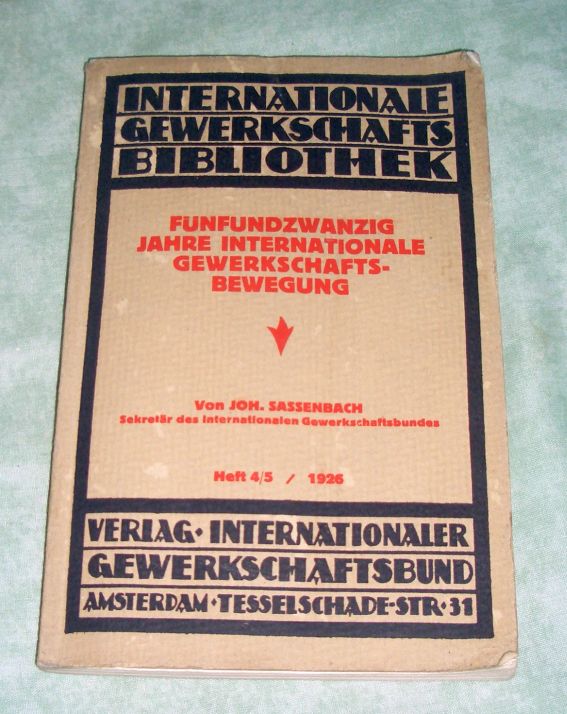 INTERNATIONALE
GEWERKSCHAFTS
BIBLIOTHEK
FUNFUNDZWANZIG
JAHRE INTERNATIONALE
GEWERKSCHAFTS-
BEWEGUNG
Von JOH. SASSENBACH
Sekretär des Internationalen Gewerkschaftsbundes
Heft 4/5 / 1926
VERLAG · INTERNATIONALER
GEWERKSCHAFTSBUND
AMSTERDAM · TESSELSCHADE-STR · 31